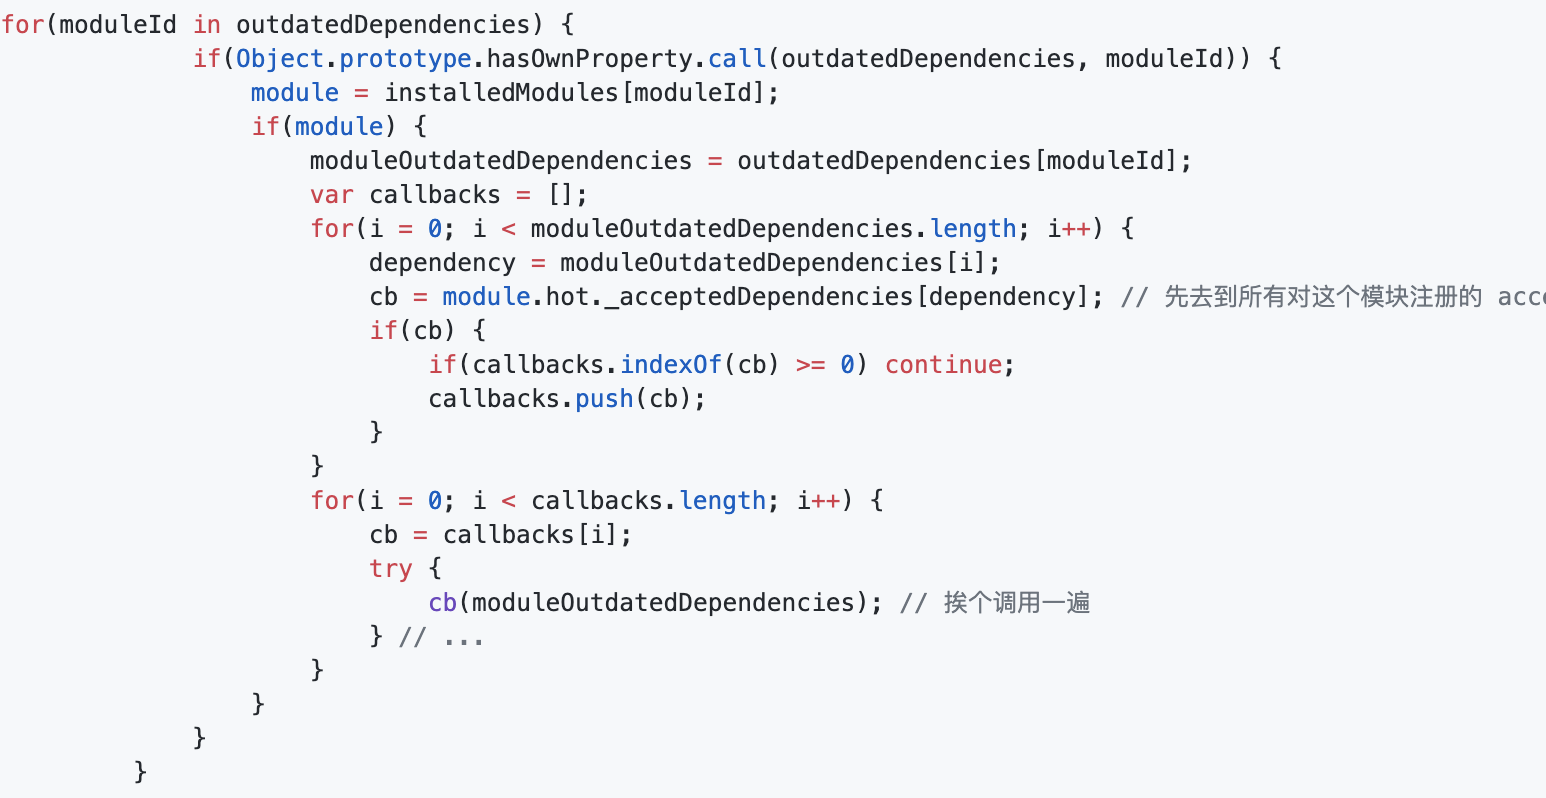 for(moduleId in outdatedDependencies) {
if(Object.prototype.hasOwnProperty.call(outdatedDependencies, moduleId)) {
module = installedModules[moduleId];
if(module) {
moduleOutdatedDependencies = outdatedDependencies[moduleId];
var callbacks = [];
for(i = 0; i < moduleOutdatedDependencies.length; i++) {
dependency = moduleOutdatedDependencies[i];
cb = module.hot._acceptedDependencies[dependency]; // 先去到所有对这个模块注册的
if(cb) {
if(callbacks.indexOf(cb) >= 0) continue;
callbacks.push(cb);
}
}
for(i = 0; i < callbacks.length; i++) {
cb = callbacks[i];
try {
cb(moduleOutdatedDependencies); // 挨个调用一遍
} // ...
}
}
}
}